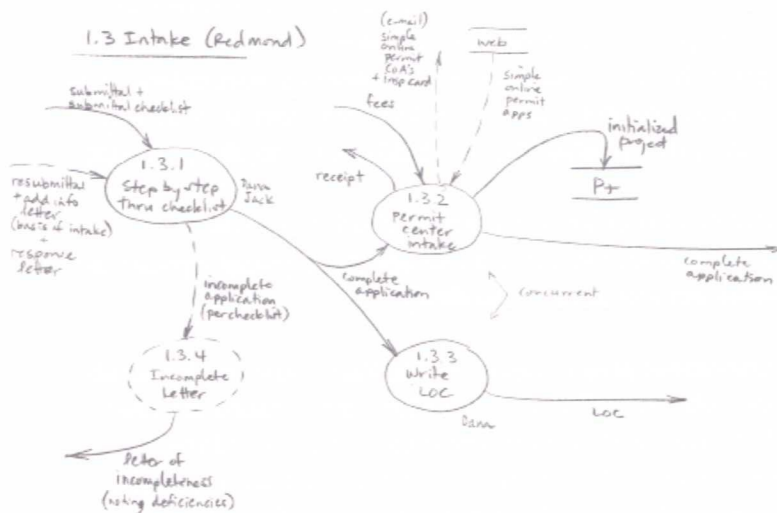 1.3 Intake (Redmond)
submittal +
submittal checklist
resubmittal
+ add info
letter
(basis of intake)
+
response
letter
1.3.1
Step by step
thru checklist
Dana
Jack
incomplete
application
(per checklist)
1.3.4
Incomplete
Letter
letter of
incompleteness
(noting deficiencies)
complete
application
fees
receipt
(e-mail)
simple
online
permit
CoA's
+ insp card
web
simple
online
permit
apps
1.3.2
Permit
center
intake
initialized
project
complete
application
concurrent
1.3.3
Write
LOC
LOC